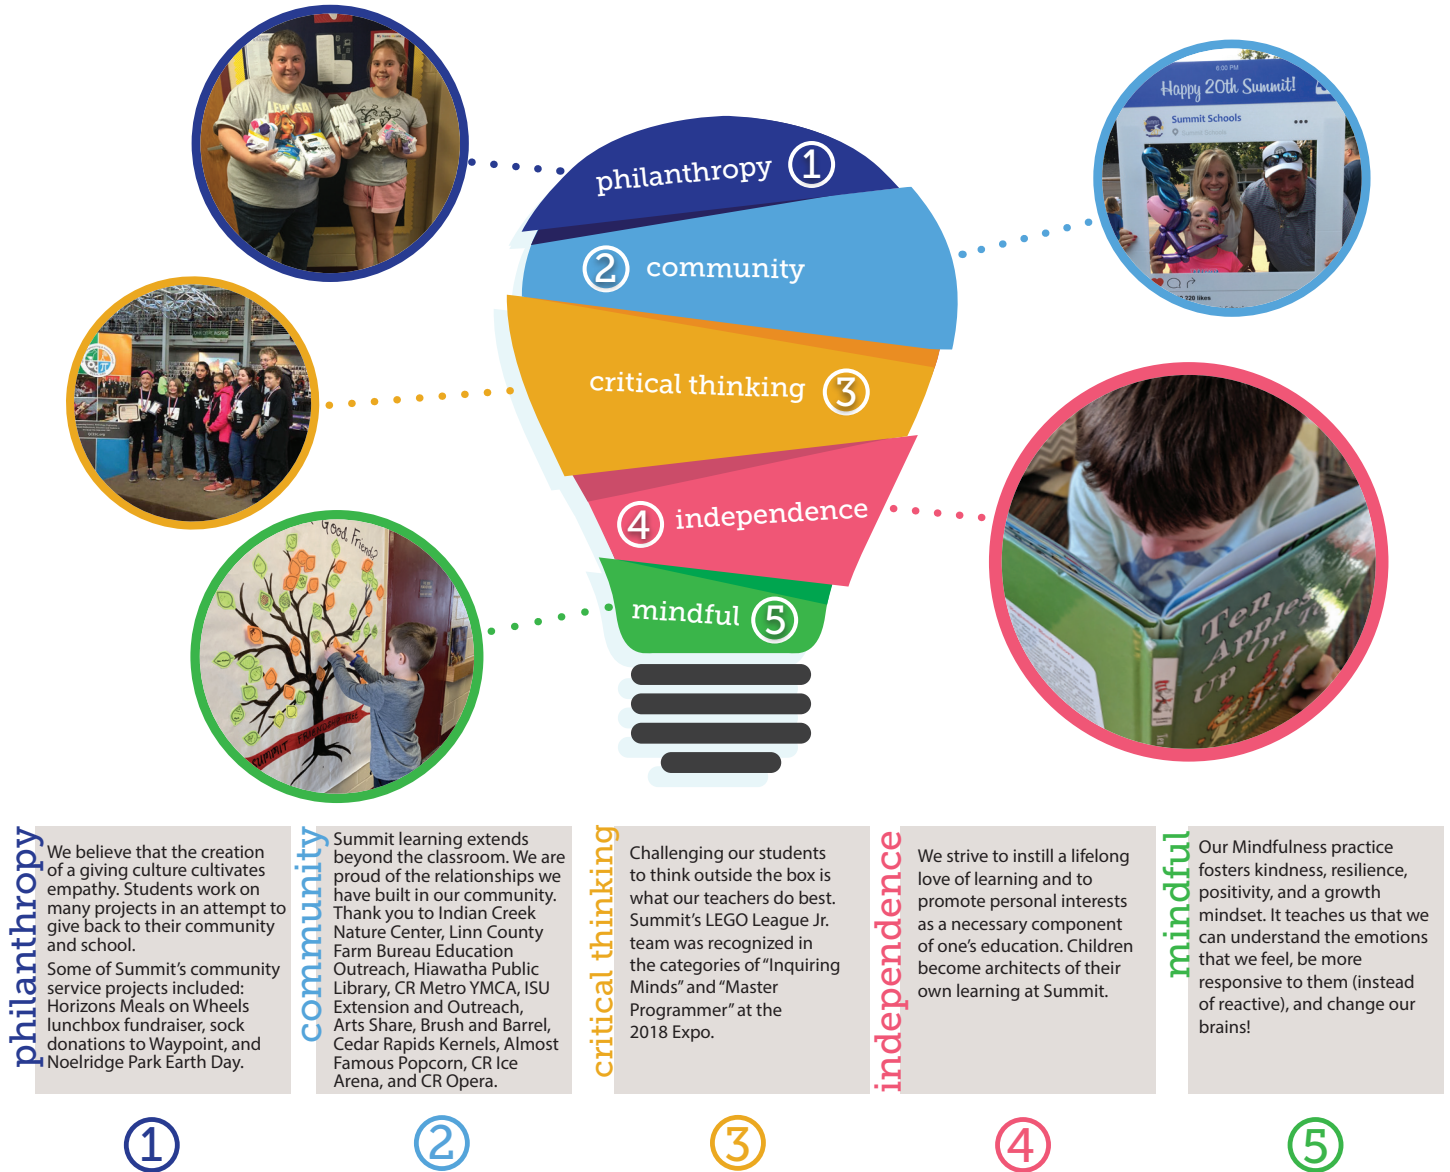 6:00 PM
Happy 20th Summit!
Summit Schools
Summit Schools
228 likes
philanthropy 1
2 community
critical thinking 3
4 independence
mindful 5
Good Friend?
SUMMIT
Ten
Apples
Up On
philanthropy
We believe that the creation
of a giving culture cultivates
empathy. Students work on
many projects in an attempt to
give back to their community
and school.
Some of Summit's community
service projects included:
Horizons Meals on Wheels
lunchbox fundraiser, sock
donations to Waypoint, and
Noelridge Park Earth Day.
1
community
Summit learning extends
beyond the classroom. We are
proud of the relationships we
have built in our community.
Thank you to Indian Creek
Nature Center, Linn County
Farm Bureau Education
Outreach, Hiawatha Public
Library, CR Metro YMCA, ISU
Extension and Outreach,
Arts Share, Brush and Barrel,
Cedar Rapids Kernels, Almost
Famous Popcorn, CR Ice
Arena, and CR Opera.
2
critical thinking
Challenging our students
to think outside the box is
what our teachers do best.
Summit's LEGO League Jr.
team was recognized in
the categories of "Inquiring
Minds" and "Master
Programmer" at the
2018 Expo.
3
independence
We strive to instill a lifelong
love of learning and to
promote personal interests
as a necessary component
of one's education. Children
become architects of their
own learning at Summit.
4
mindful
Our Mindfulness practice
fosters kindness, resilience,
positivity, and a growth
mindset. It teaches us that we
can understand the emotions
that we feel, be more
responsive to them (instead
of reactive), and change our
brains!
5